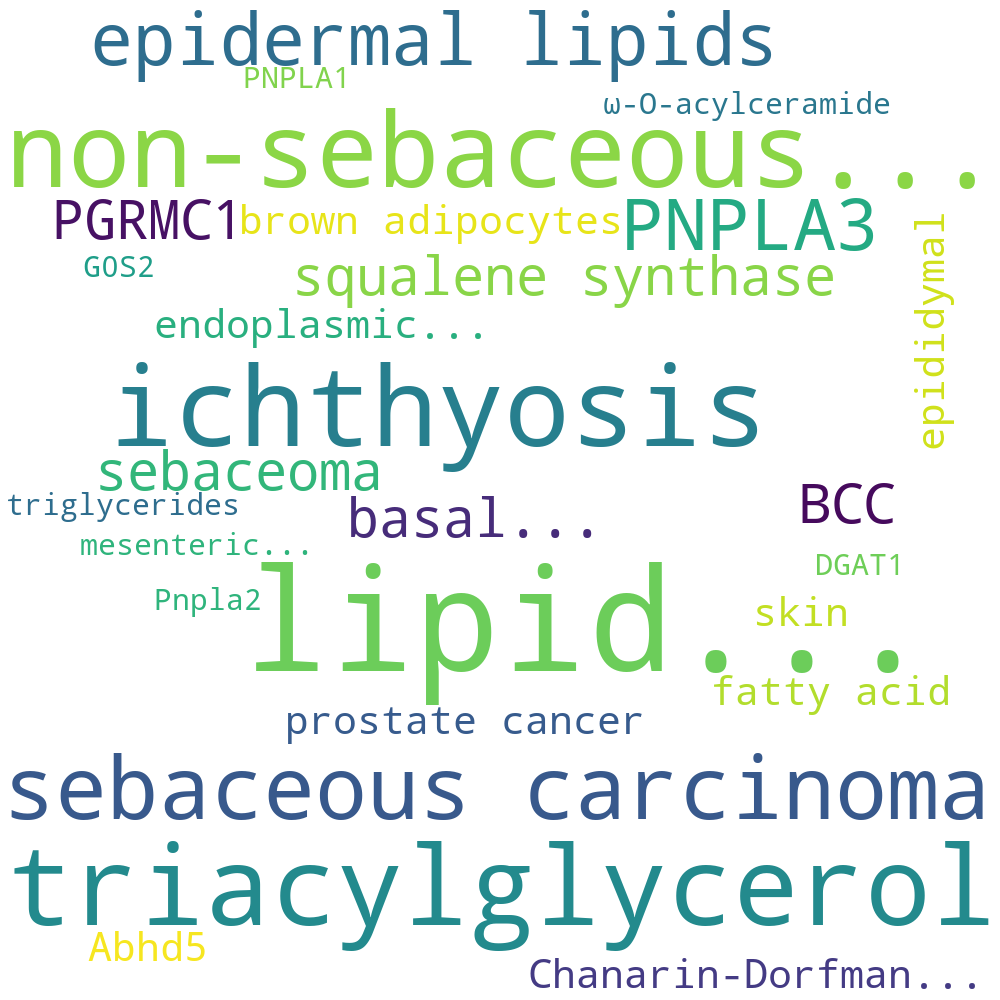 epidermal lipids
PNPLA1
ω-O-acylceramide
non-sebaceous...
PGRMC1
brown adipocytes
PNPLA3
GOS2
squalene synthase
epididymal
endoplasmic...
ichthyosis
sebaceoma
triglycerides
basal...
BCC
mesenteric...
DGAT1
Pnpla2
lipid...
skin
fatty acid
prostate cancer
sebaceous carcinoma
triacylglycerol
Abhd5
Chanarin-Dorfman...